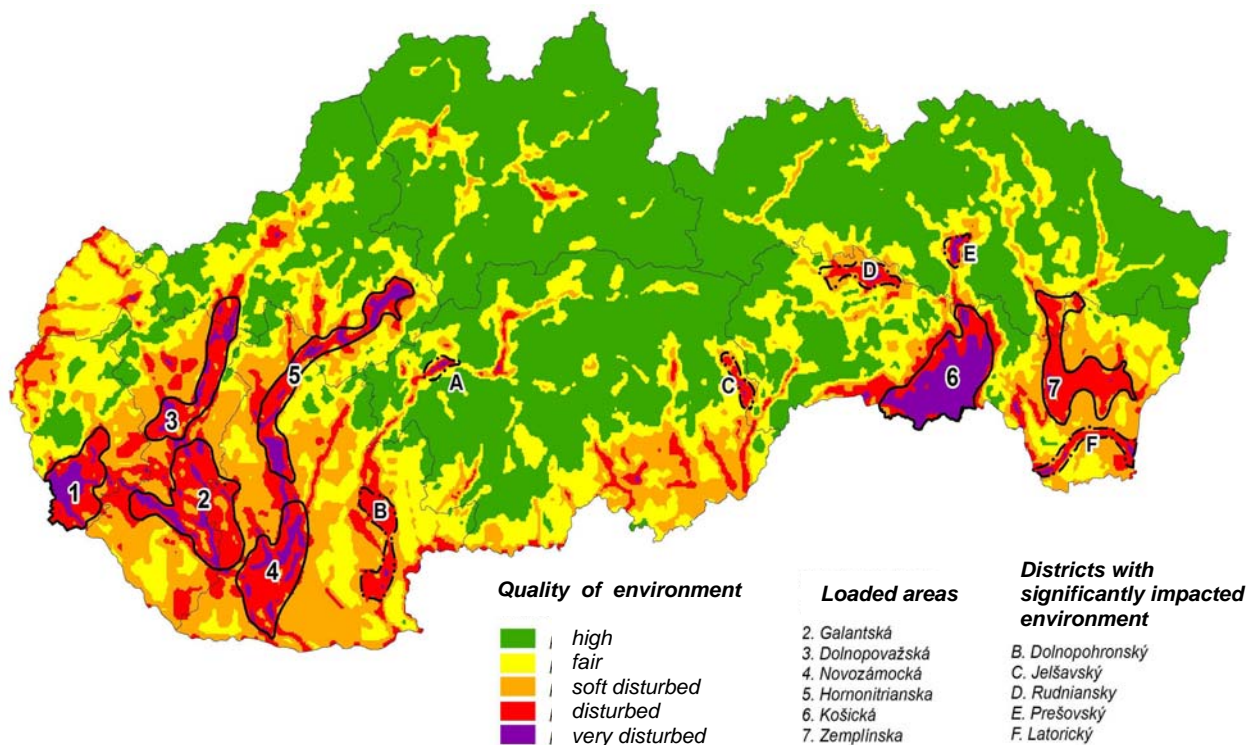 E
D
6
A
5
C
7
3
F
1
2
B
4
Quality of environment
high
fair
soft disturbed
disturbed
very disturbed
Loaded areas
2. Galantská
3. Dolnopovažská
4. Novozámocká
5. Hornonitrianska
6. Košická
7. Zemplínska
Districts with
significantly impacted
environment
B. Dolnopohronský
C. Jelšavský
D. Rudniansky
E. Prešovský
F. Latorický